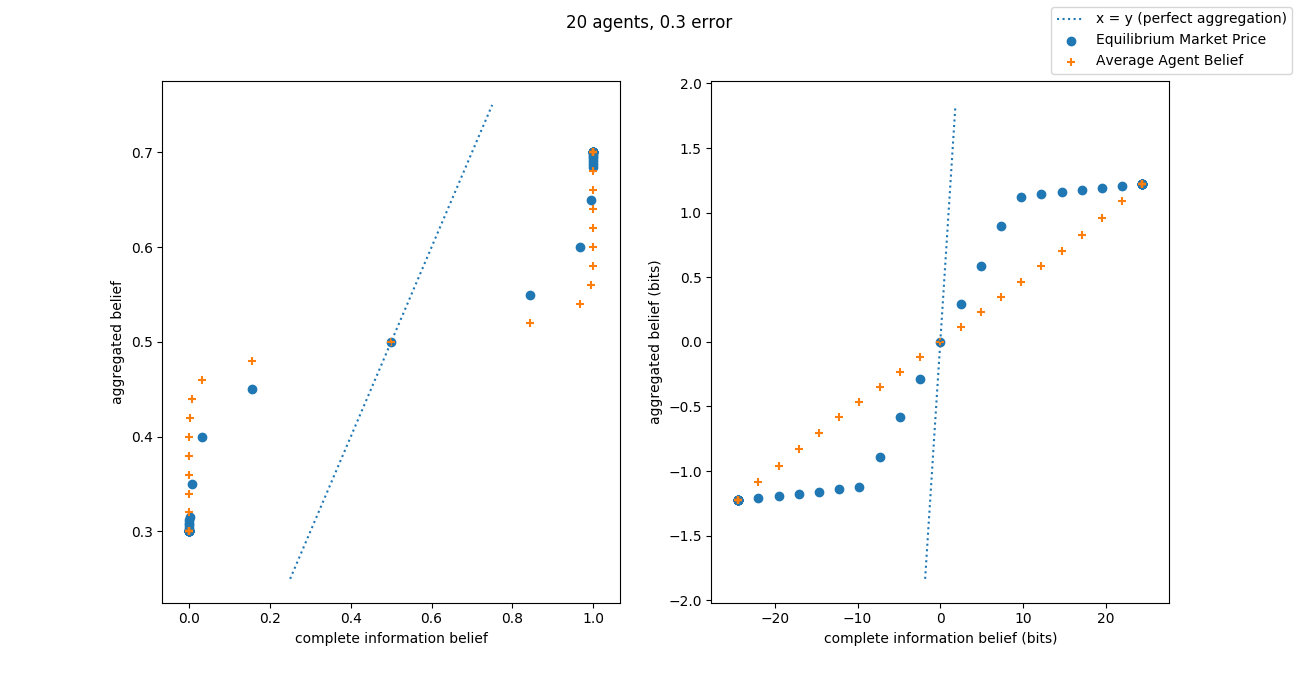 20 agents, 0.3 error
x = y (perfect aggregation)
Equilibrium Market Price
Average Agent Belief
aggregated belief
0.7
0.6
0.5
0.4
0.3
0.0 0.2 0.4 0.6 0.8 1.0
complete information belief
aggregated belief (bits)
2.0
1.5
1.0
0.5
0.0
−0.5
−1.0
−1.5
−2.0
−20 −10 0 10 20
complete information belief (bits)